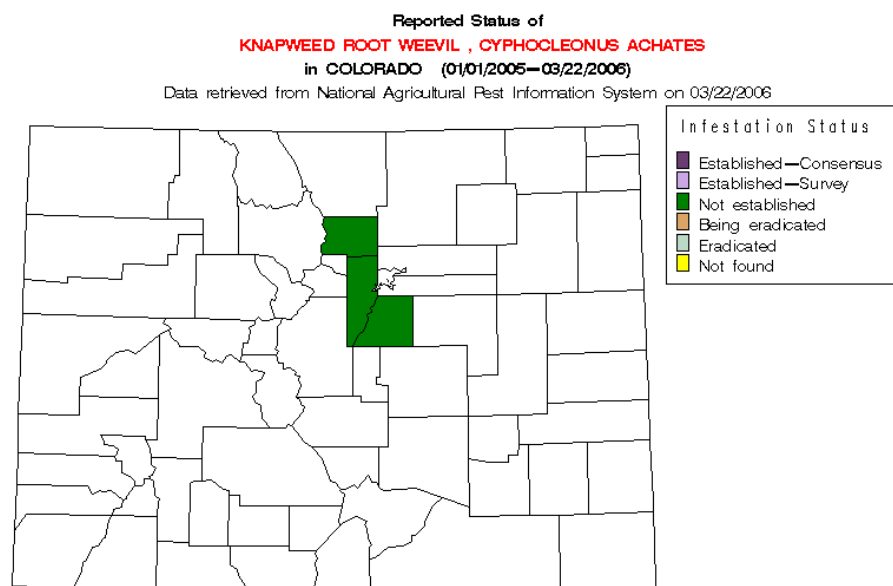 Reported Status of
KNAPWEED ROOT WEEVIL , CYPHOCLEONUS ACHATES
in COLORADO (01/01/2005-03/22/2006)
Data retrieved from National Agricultural Pest Information System on 03/22/2006
Infestation Status
Established-Consensus
Established-Survey
Not established
Being eradicated
Eradicated
Not found